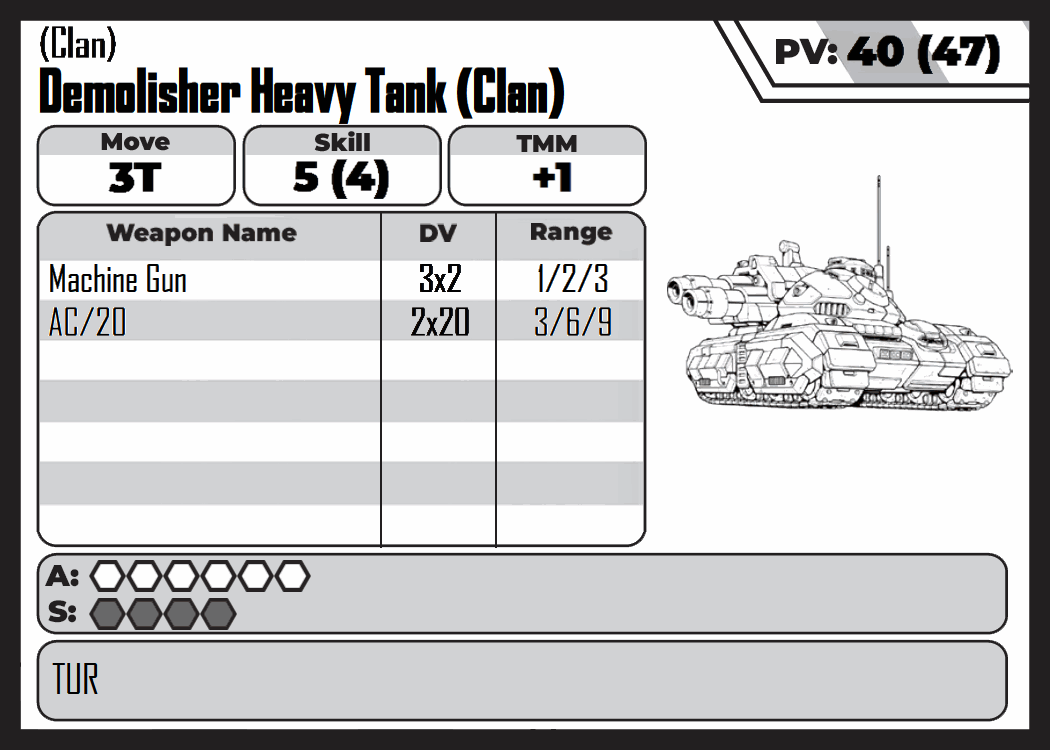 (Clan)
PV: 40 (47)
Demolisher Heavy Tank (Clan)
Move Skill TMM
3T 5 (4) +1
Weapon Name DV Range
Machine Gun 3x2 1/2/3
AC/20 2x20 3/6/9
A:
S:
TUR